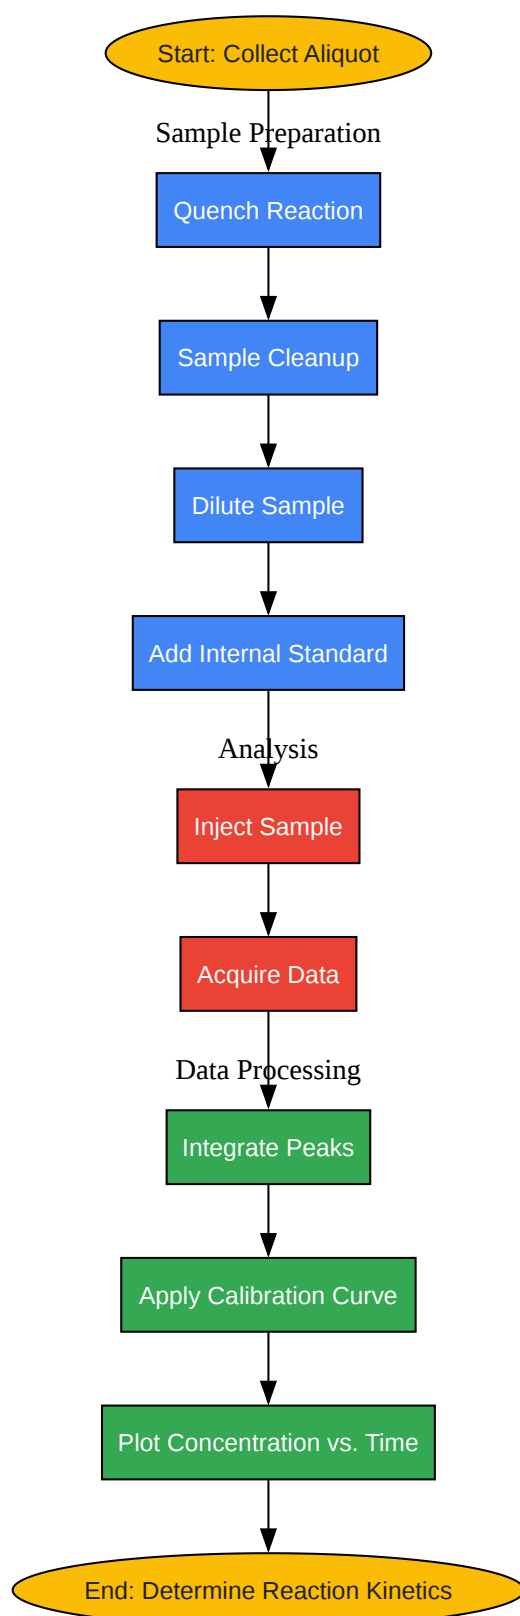 Start: Collect Aliquot
Sample Preparation
Quench Reaction
Sample Cleanup
Dilute Sample
Add Internal Standard
Analysis
Inject Sample
Acquire Data
Data Processing
Integrate Peaks
Apply Calibration Curve
Plot Concentration vs. Time
End: Determine Reaction Kinetics